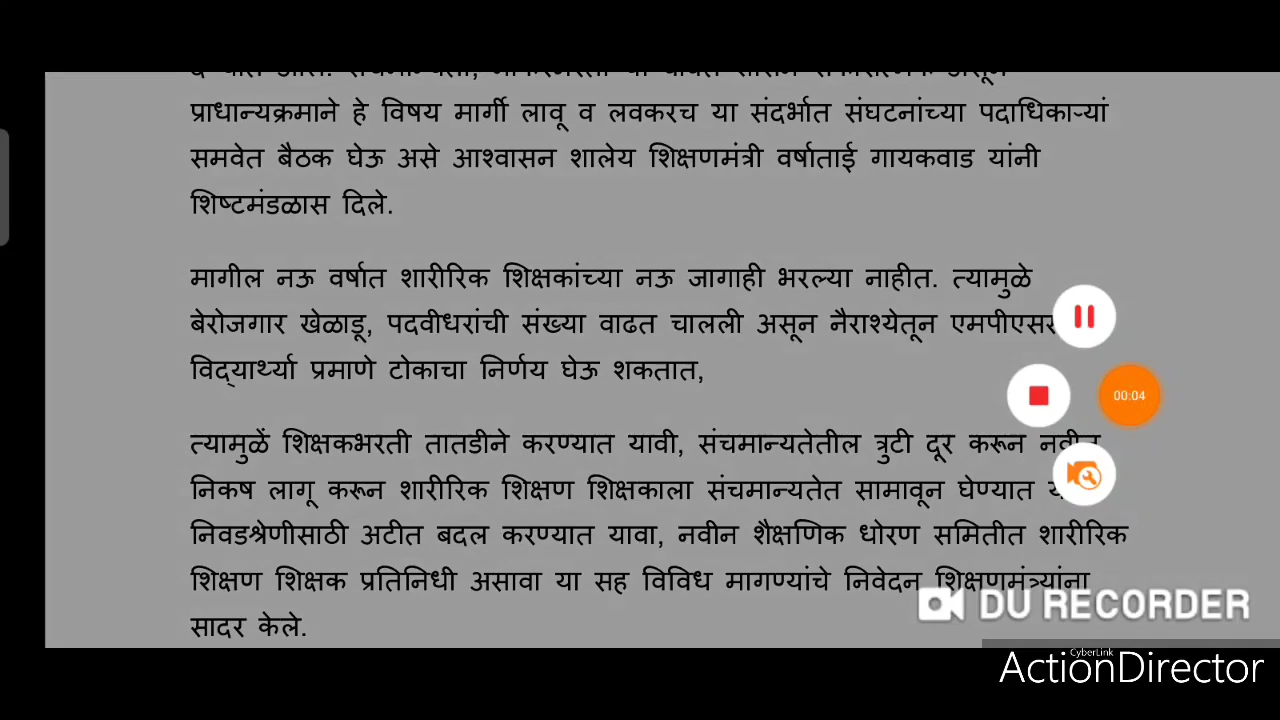 प्राधान्यक्रमाने हे विषय मार्गी लावू व लवकरच या संदर्भात संघटनांच्या पदाधिकाऱ्यां
समवेत बैठक घेऊ असे आश्वासन शालेय शिक्षणमंत्री वर्षाताई गायकवाड यांनी
शिष्टमंडळास दिले.
मागील नऊ वर्षात शारीरिक शिक्षकांच्या नऊ जागाही भरल्या नाहीत. त्यामुळे
बेरोजगार खेळाडू, पदवीधरांची संख्या वाढत चालली असून नैराश्येतून
विद्यार्थ्या प्रमाणे टोकाचा निर्णय घेऊ शकतात,
00:04
त्यामुळें शिक्षकभरती तातडीने करण्यात यावी, संचमान्यतेतील त्रुटी दूर करून नवीन
निकष लागू करून शारीरिक शिक्षण शिक्षकाला संचमान्यतेत सामावून घेण्यात
निवडश्रेणीसाठी अटीत बदल करण्यात यावा, नवीन शैक्षणिक धोरण समितीत शारीरिक
शिक्षण शिक्षक प्रतिनिधी असावा या सह विविध मागण्यांचे निवेदन शिक्षणमंत्र्यांना
सादर केले.
DU RECORDER
CyberLink
ActionDirector